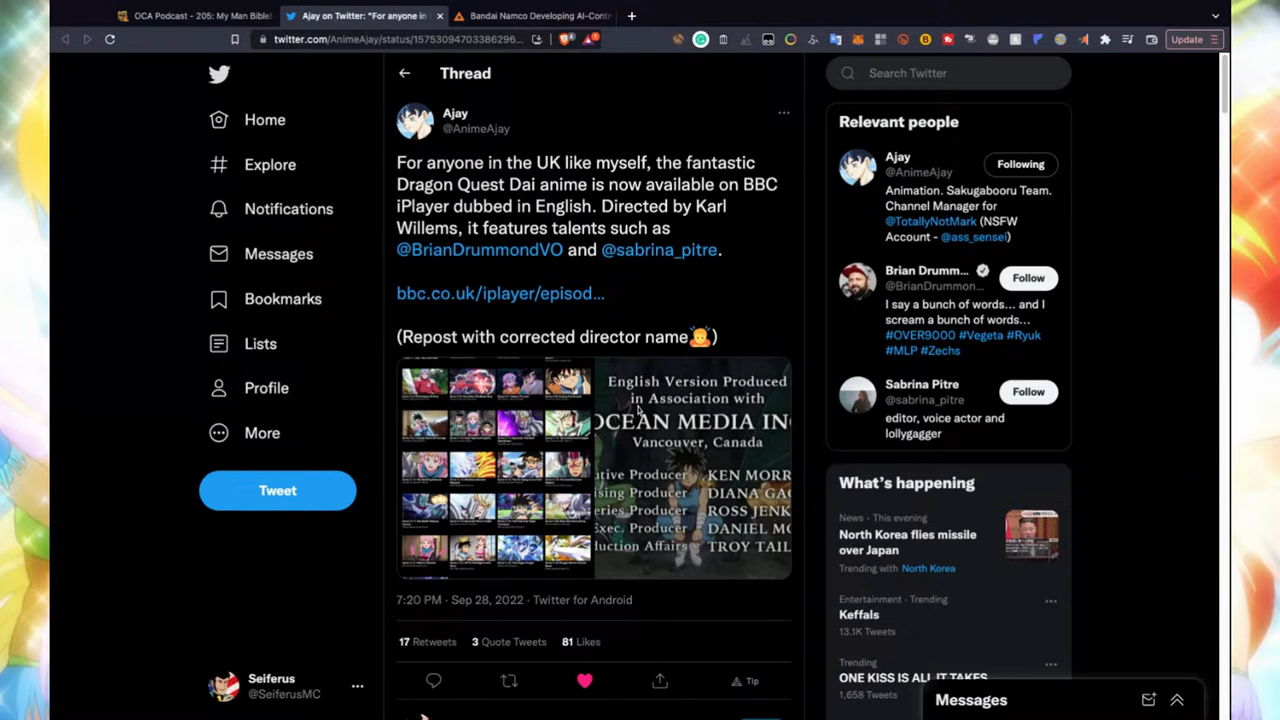 OCA Podcast - 205: My Man Bible!
Ajay on Twitter: "For anyone in
Bandai Namco Developing AI-Contr
twitter.com/AnimeAjay/status/15753094703386296...
Update
Thread
Search Twitter
Home
Explore
Notifications
Messages
Bookmarks
Lists
Profile
More
Tweet
Seiferus
@SeiferusMC
Ajay
@AnimeAjay
For anyone in the UK like myself, the fantastic
Dragon Quest Dai anime is now available on BBC
iPlayer dubbed in English. Directed by Karl
Willems, it features talents such as
@BrianDrummondVO and @sabrina_pitre.
bbc.co.uk/iplayer/episod...
(Repost with corrected director name🙇)
English Version Produced
in Association with
OCEAN MEDIA IN
Vancouver, Canada
utive Producer KEN MORR
ising Producer DIANA GA
eries Producer ROSS JENK
Exec. Producer DANIEL MC
duction Affairs TROY TAIL
7:20 PM · Sep 28, 2022 · Twitter for Android
17 Retweets 3 Quote Tweets 81 Likes
Tip
Relevant people
Ajay
@AnimeAjay
Following
Animation. Sakugabooru Team.
Channel Manager for
@TotallyNotMark (NSFW
Account - @ass_sensei)
Brian Drumm...
@BrianDrummon...
Follow
I say a bunch of words... and I
scream a bunch of words...
#OVER9000 #Vegeta #Ryuk
#MLP #Zechs
Sabrina Pitre
@sabrina_pitre
Follow
editor, voice actor and
lollygagger
What's happening
News · This evening
North Korea flies missile
over Japan
Trending with North Korea
Entertainment · Trending
Keffals
13.1K Tweets
Trending
ONE KISS IS ALL IT TAKES
1,658 Tweets
Messages